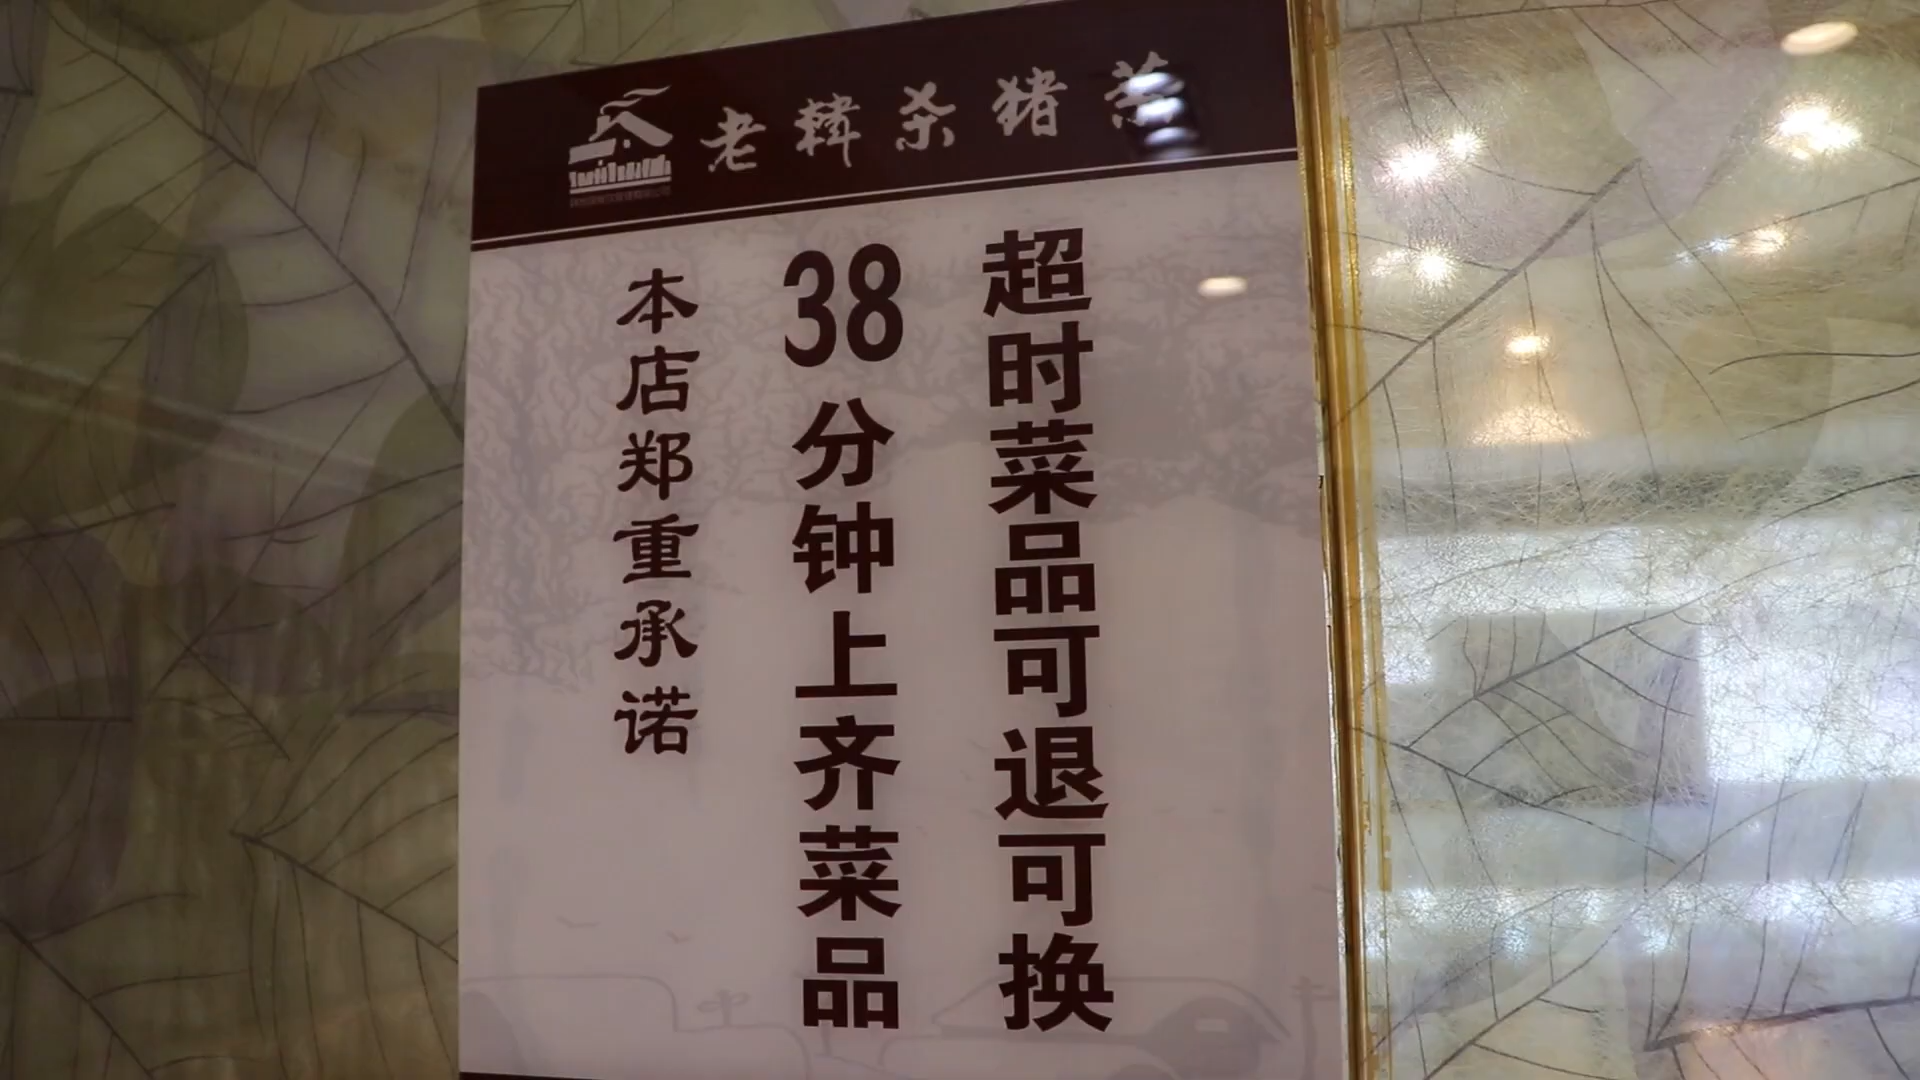 老韩杀猪菜
本店郑重承诺
38分钟上齐菜品
超时菜品可退可换